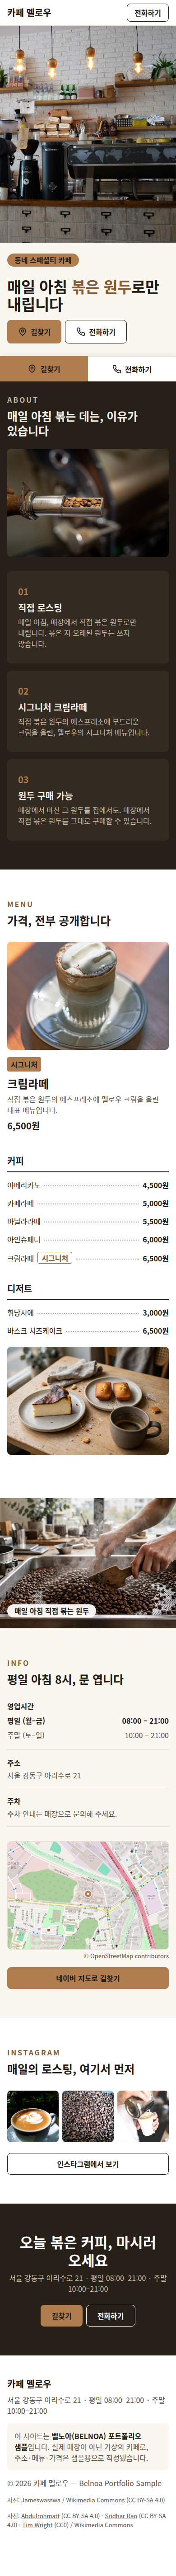 카페 멜로우
전화하기
동네 스페셜티 카페
매일 아침 볶은 원두로만
내립니다
길찾기
전화하기
길찾기
전화하기
ABOUT
매일 아침 볶는 데는, 이유가
있습니다
01
직접 로스팅
매일 아침, 매장에서 직접 볶은 원두로만
내립니다. 볶은 지 오래된 원두는 쓰지
않습니다.
02
시그니처 크림라떼
직접 볶은 원두의 에스프레소에 부드러운
크림을 올린, 멜로우의 시그니처 메뉴입니다.
03
원두 구매 가능
매장에서 마신 그 원두를 집에서도. 매장에서
직접 볶은 원두를 그대로 구매할 수 있습니다.
MENU
가격, 전부 공개합니다
시그니처
크림라떼
직접 볶은 원두의 에스프레소에 멜로우 크림을 올린
대표 메뉴입니다.
6,500원
커피
아메리카노 4,500원
카페라떼 5,000원
바닐라라떼 5,500원
아인슈페너 6,000원
크림라떼 시그니처 6,500원
디저트
휘낭시에 3,000원
바스크 치즈케이크 6,500원
매일 아침 직접 볶는 원두
INFO
평일 아침 8시, 문 엽니다
영업시간
평일 (월–금) 08:00 – 21:00
주말 (토–일) 10:00 – 21:00
주소
서울 강동구 아리수로 21
주차
주차 안내는 매장으로 문의해 주세요.
© OpenStreetMap contributors
네이버 지도로 길찾기
INSTAGRAM
매일의 로스팅, 여기서 먼저
인스타그램에서 보기
오늘 볶은 커피, 마시러
오세요
서울 강동구 아리수로 21 · 평일 08:00–21:00 · 주말
10:00–21:00
길찾기
전화하기
카페 멜로우
서울 강동구 아리수로 21 · 평일 08:00–21:00 · 주말
10:00–21:00
이 사이트는 벨노아(BELNOA) 포트폴리오
샘플입니다. 실제 매장이 아닌 가상의 카페로,
주소·메뉴·가격은 샘플용으로 작성됐습니다.
© 2026 카페 멜로우 — Belnoa Portfolio Sample
사진: Jameswasswa / Wikimedia Commons (CC BY-SA 4.0)
사진: Abdulrohmatt (CC BY-SA 4.0) · Sridhar Rao (CC BY-SA
4.0) · Tim Wright (CC0) / Wikimedia Commons